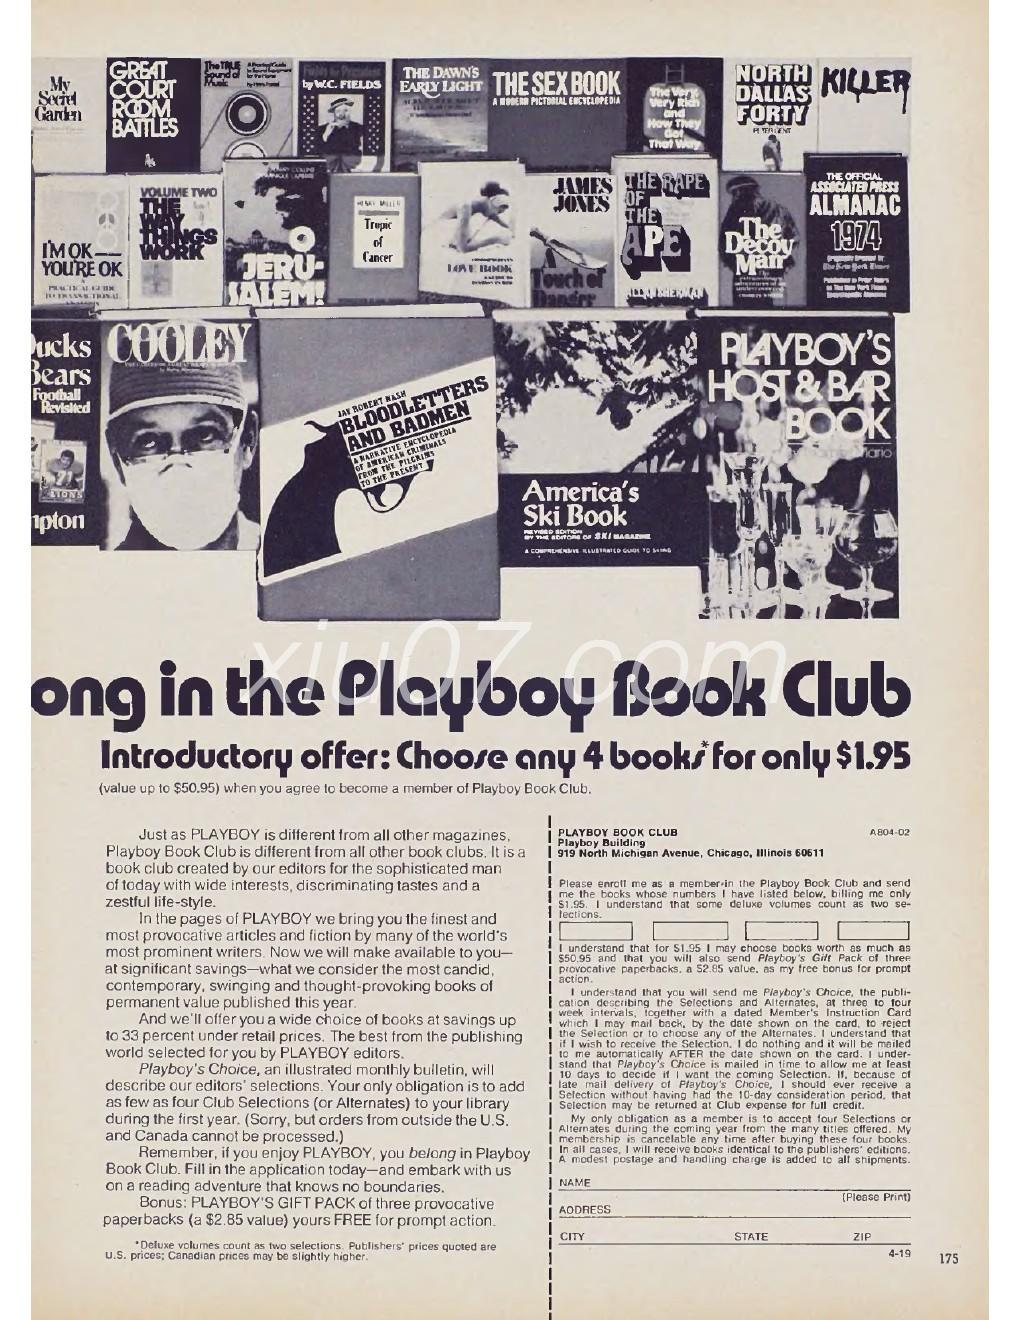 My
Secret
Garden
GREAT
COURT
ROOM
BATTLES
The TRUE
Sound of
Music
by W.C. FIELDS
THE DAWN'S
EARLY LIGHT
THE SEX BOOK
A MODERN PICTORIAL ENCYCLOPEDIA
The Very,
Very Rich
and
How They
Got
That Way
NORTH
DALLAS
FORTY
PETER GENT
KILLER
I'M OK—
YOU'RE OK
A
PRACTICAL GUIDE
TO TRANSACTIONAL
ANALYSIS
VOLUME TWO
THE
WAY
THINGS
WORK
O
JERU-
SALEM!
HENRY MILLER
Tropic
of
Cancer
LOVE BOOK
JAMES
JONES
Touch of
Danger
THE RAPE
OF
THE
APE
ALLAN SHERMAN
The
Decoy
Man
THE OFFICIAL
ASSOCIATED PRESS
ALMANAC
1974
ucks
Bears
Football
Revisited
LIONS
mpton
COOLEY
JAY ROBERT NASH
BLOODLETTERS
AND BADMEN
A NARRATIVE ENCYCLOPEDIA
OF AMERICAN CRIMINALS
FROM THE PILGRIMS
TO THE PRESENT
America's
Ski Book
REVISED EDITION
BY THE EDITORS OF SKI MAGAZINE
A COMPREHENSIVE ILLUSTRATED GUIDE TO SKIING
PLAYBOY'S
HOST & BAR
BOOK
xiu07.com
ong in the Playboy Book Club
Introductory offer: Choose any 4 books* for only $1.95
(value up to $50.95) when you agree to become a member of Playboy Book Club.
Just as PLAYBOY is different from all other magazines,
Playboy Book Club is different from all other book clubs. It is a
book club created by our editors for the sophisticated man
of today with wide interests, discriminating tastes and a
zestful life-style.
In the pages of PLAYBOY we bring you the finest and
most provocative articles and fiction by many of the world's
most prominent writers. Now we will make available to you—
at significant savings—what we consider the most candid,
contemporary, swinging and thought-provoking books of
permanent value published this year.
And we'll offer you a wide choice of books at savings up
to 33 percent under retail prices. The best from the publishing
world selected for you by PLAYBOY editors.
Playboy's Choice, an illustrated monthly bulletin, will
describe our editors' selections. Your only obligation is to add
as few as four Club Selections (or Alternates) to your library
during the first year. (Sorry, but orders from outside the U.S.
and Canada cannot be processed.)
Remember, if you enjoy PLAYBOY, you belong in Playboy
Book Club. Fill in the application today—and embark with us
on a reading adventure that knows no boundaries.
Bonus: PLAYBOY'S GIFT PACK of three provocative
paperbacks (a $2.85 value) yours FREE for prompt action.
*Deluxe volumes count as two selections. Publishers' prices quoted are
U.S. prices; Canadian prices may be slightly higher.
PLAYBOY BOOK CLUB A804-02
Playboy Building
919 North Michigan Avenue, Chicago, Illinois 60611
Please enroll me as a member in the Playboy Book Club and send
me the books whose numbers I have listed below, billing me only
$1.95. I understand that some deluxe volumes count as two se-
lections.
I understand that for $1.95 I may choose books worth as much as
$50.95 and that you will also send Playboy's Gift Pack of three
provocative paperbacks, a $2.85 value, as my free bonus for prompt
action.
I understand that you will send me Playboy's Choice, the publi-
cation describing the Selections and Alternates, at three to four
week intervals, together with a dated Member's Instruction Card
which I may mail back, by the date shown on the card, to reject
the Selection or to choose any of the Alternates. I understand that
if I wish to receive the Selection, I do nothing and it will be mailed
to me automatically AFTER the date shown on the card. I under-
stand that Playboy's Choice is mailed in time to allow me at least
10 days to decide if I want the coming Selection. If, because of
late mail delivery of Playboy's Choice, I should ever receive a
Selection without having had the 10-day consideration period, that
Selection may be returned at Club expense for full credit.
My only obligation as a member is to accept four Selections or
Alternates during the coming year from the many titles offered. My
membership is cancelable any time after buying these four books.
In all cases, I will receive books identical to the publishers' editions.
A modest postage and handling charge is added to all shipments.
NAME
(Please Print)
ADDRESS
CITY STATE ZIP
4-19
175